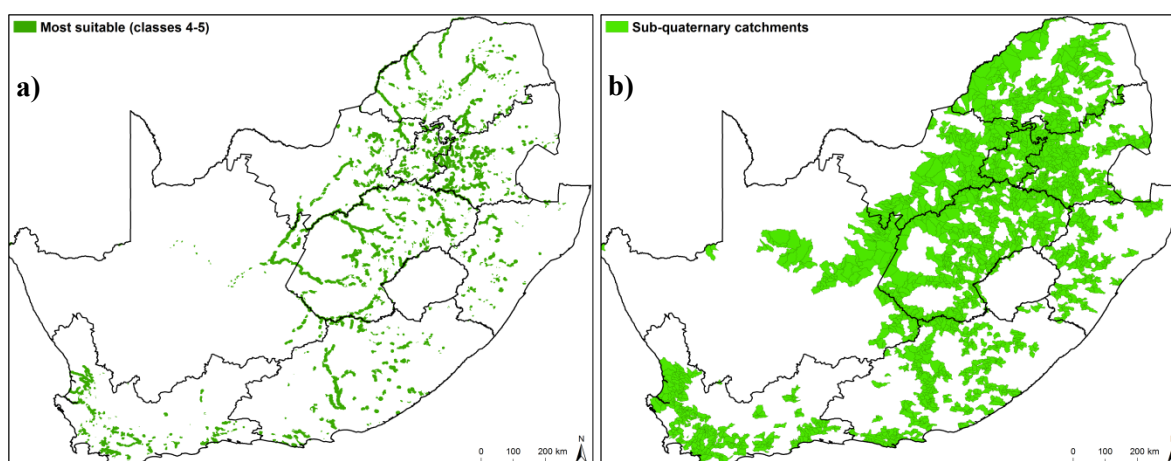 Most suitable (classes 4-5)
a)
0 100 200 km
N
Sub-quaternary catchments
b)
0 100 200 km
N